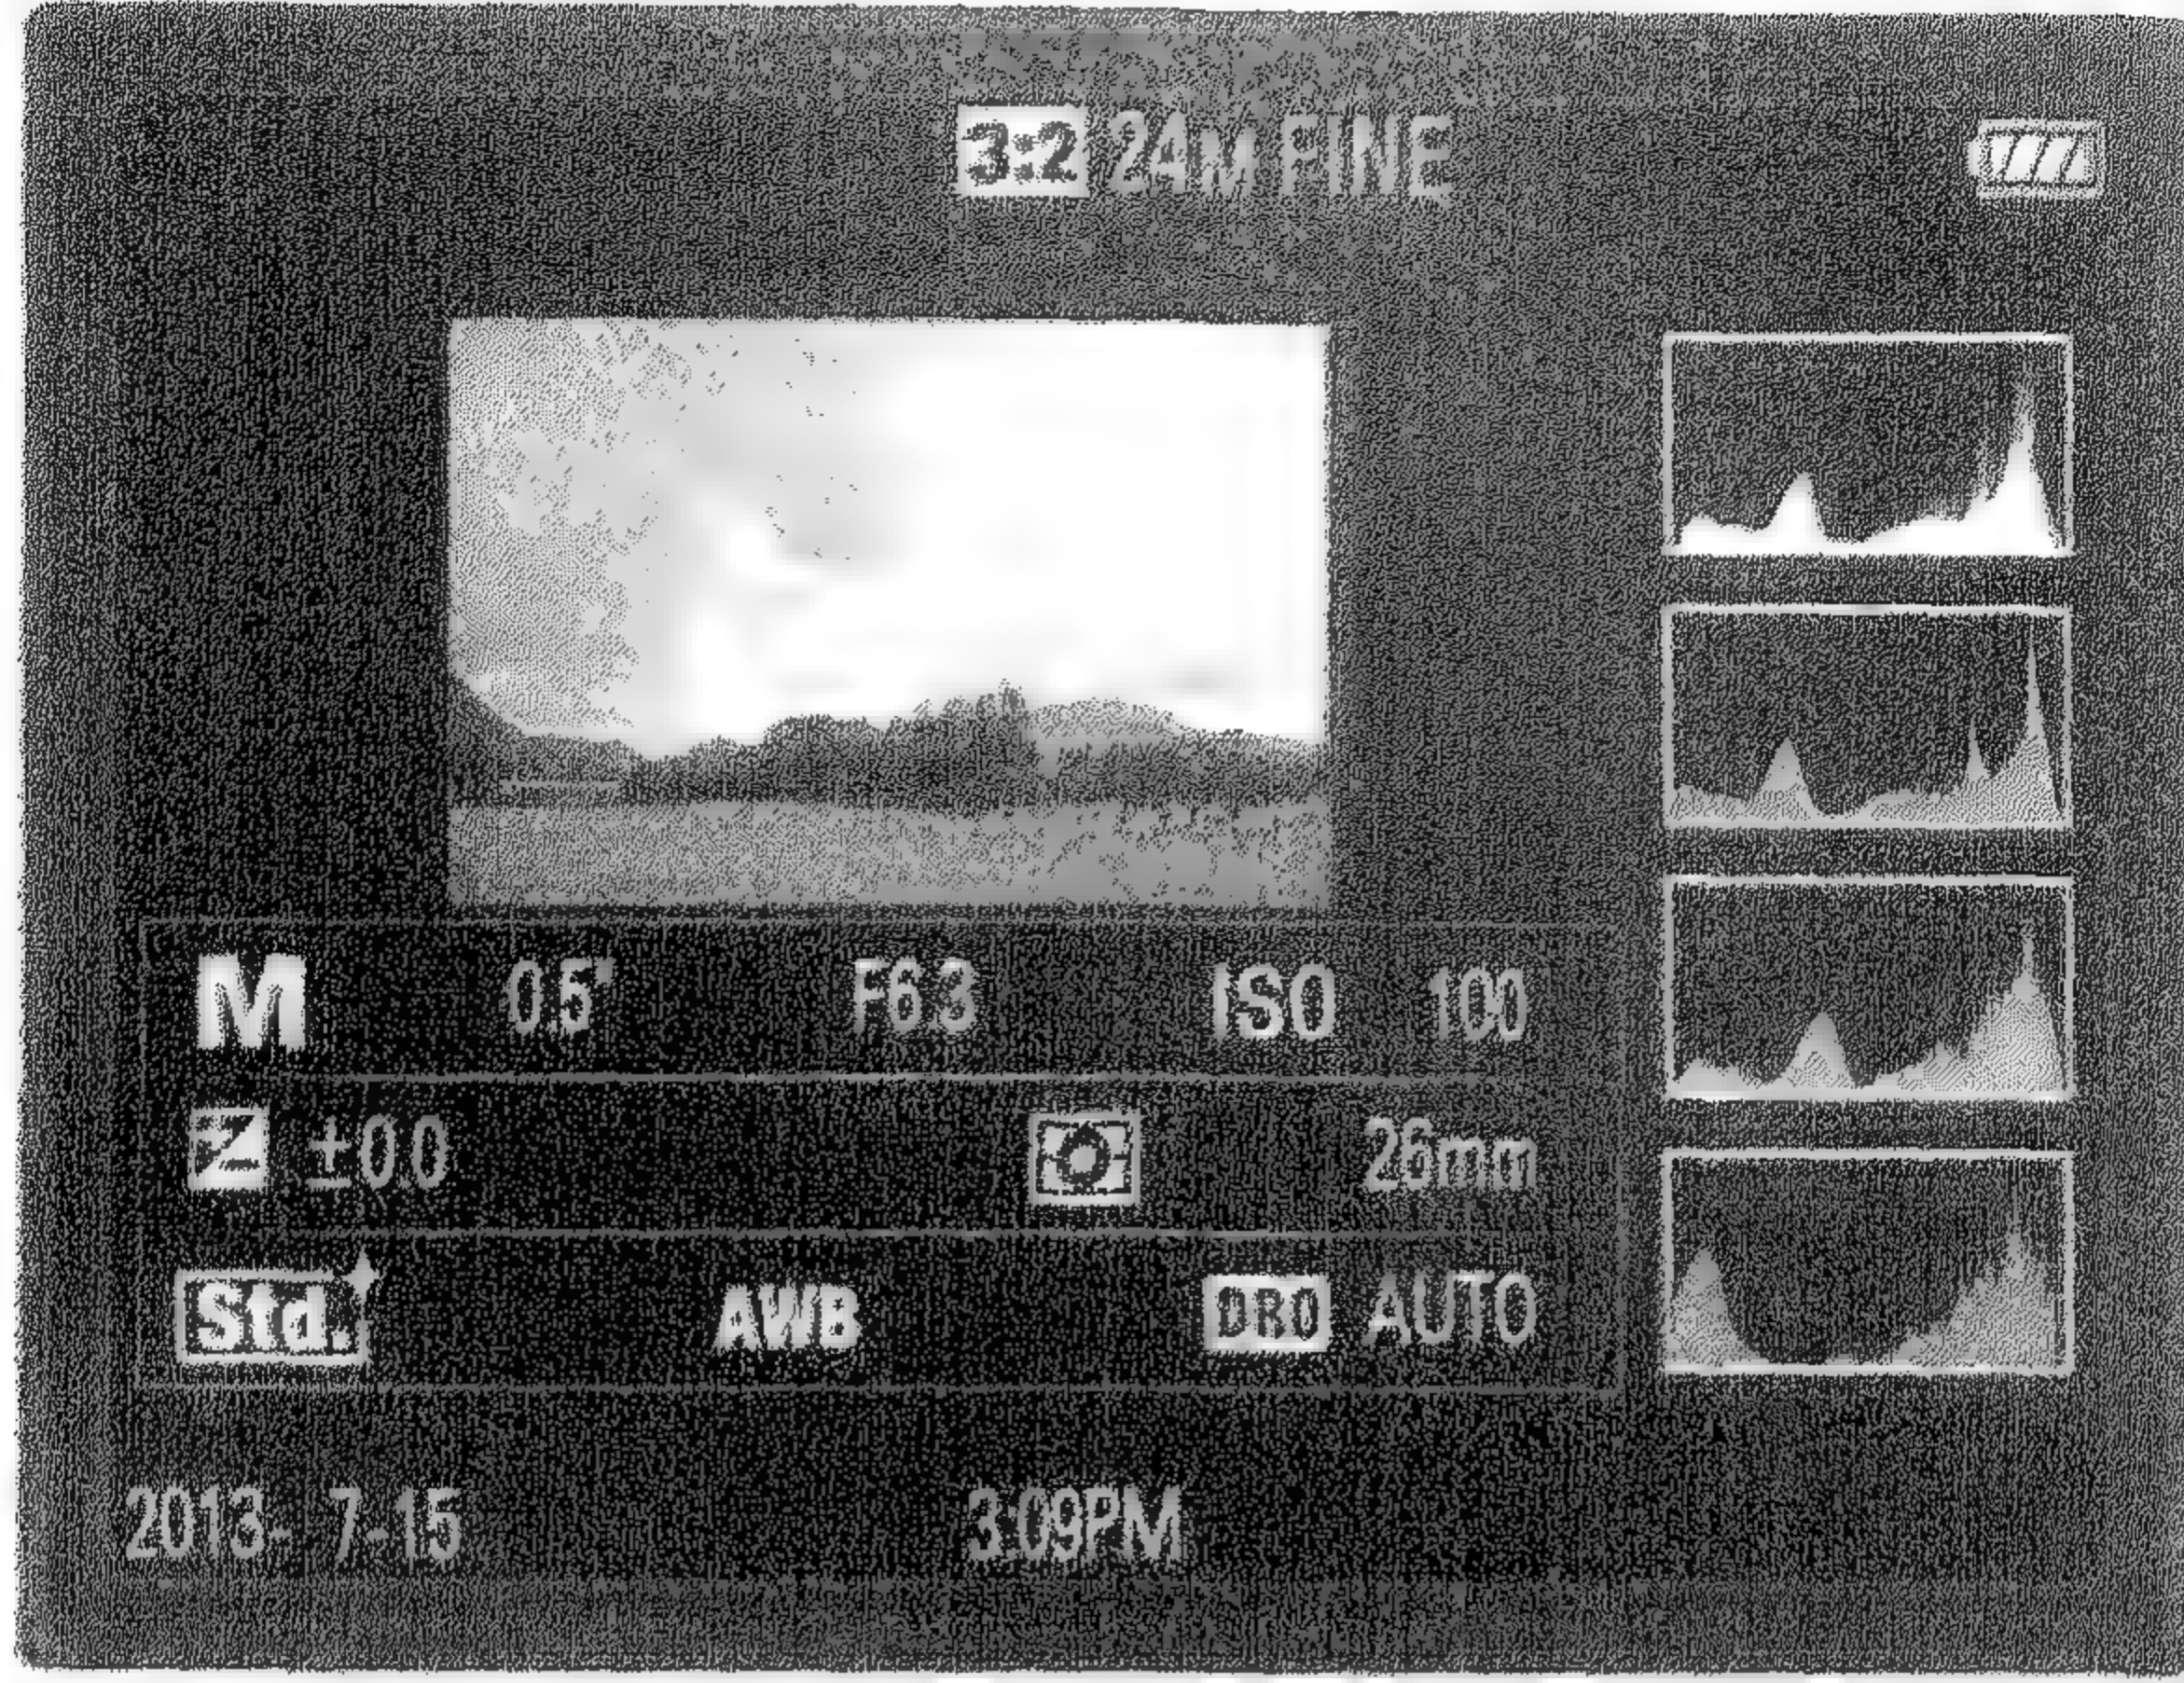 3:2 24M FINE
M 0.5" F6.3 ISO 100
±0.0 26mm
Std. AWB DRO AUTO
2013- 7-15 3:09PM